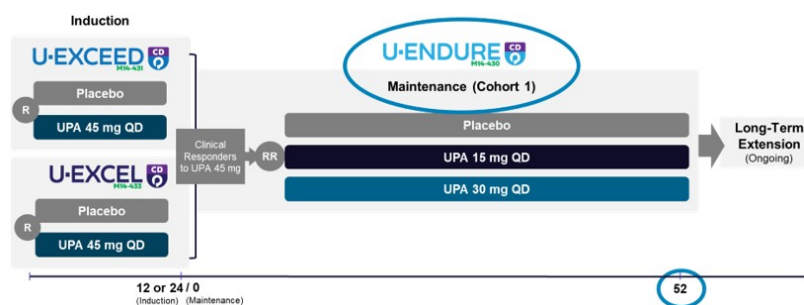 Induction
U-EXCEED CD
M14-431
Placebo
R
UPA 45 mg QD
U-EXCEL CD
M14-433
Placebo
R
UPA 45 mg QD
Clinical
Responders
to UPA 45 mg
RR
U-ENDURE CD
M14-430
Maintenance (Cohort 1)
Placebo
UPA 15 mg QD
UPA 30 mg QD
Long-Term
Extension
(Ongoing)
12 or 24 / 0
(Induction) (Maintenance)
52